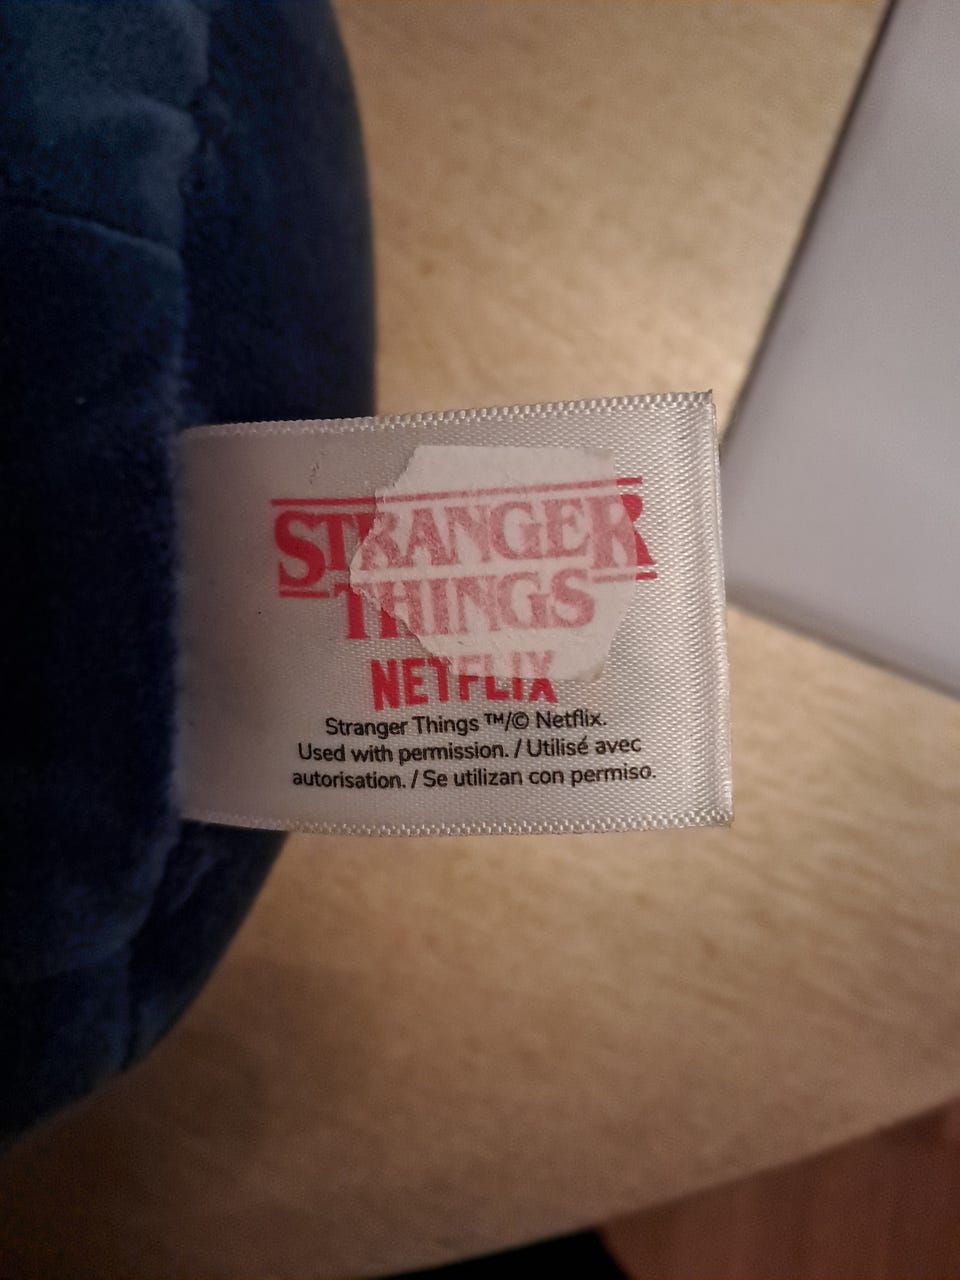 STRANGER
THINGS
NETFLIX
Stranger Things ™/© Netflix.
Used with permission. / Utilisé avec
autorisation. / Se utilizan con permiso.